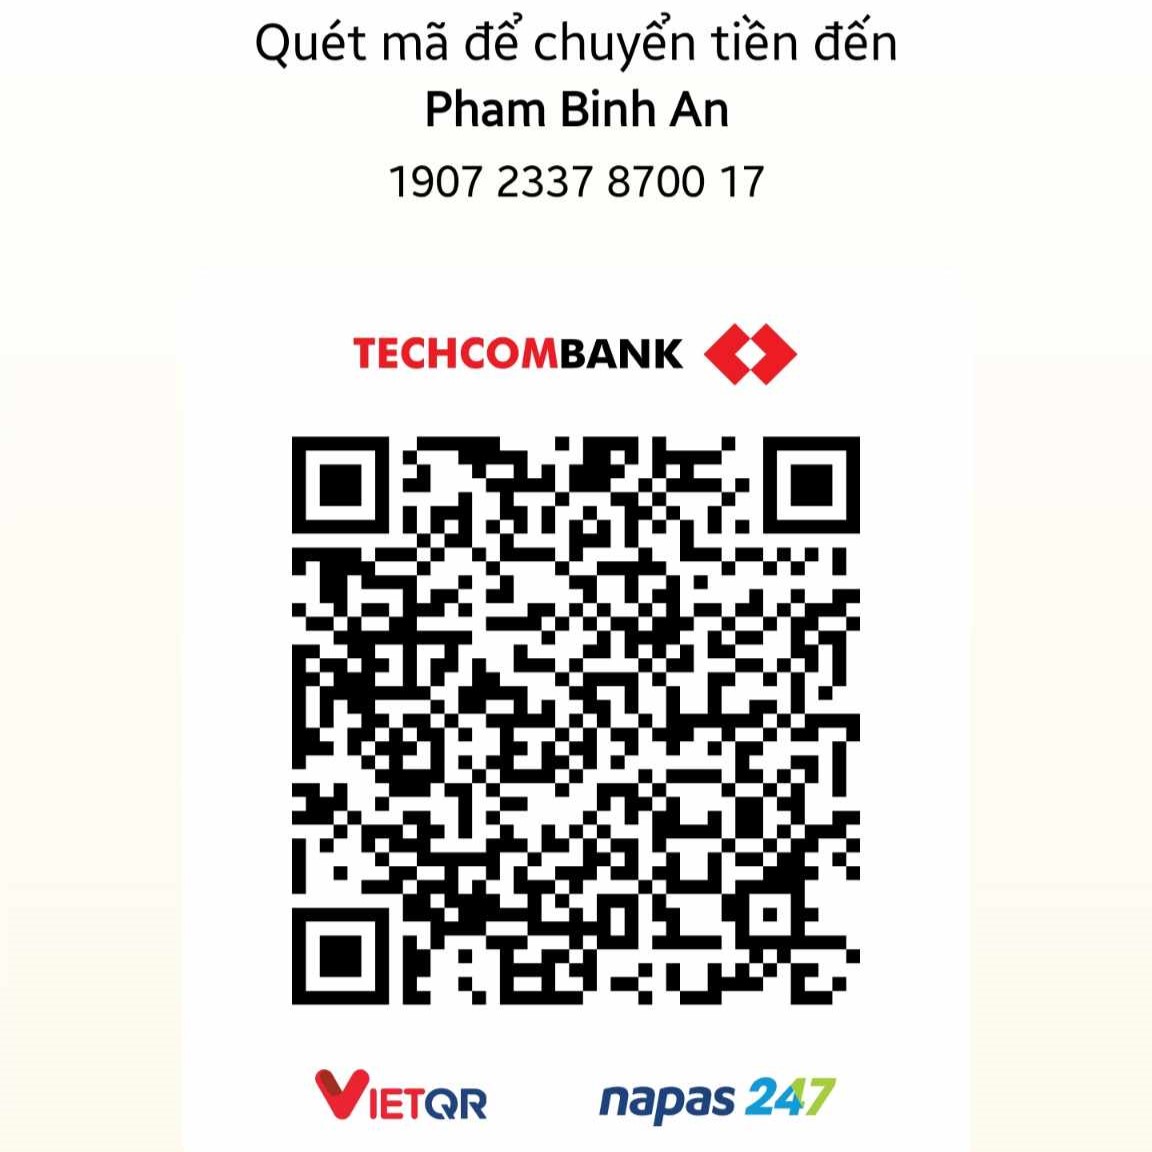 Quét mã để chuyển tiền đến
Pham Binh An
1907 2337 8700 17
TECHCOMBANK
VIETQR
napas 247